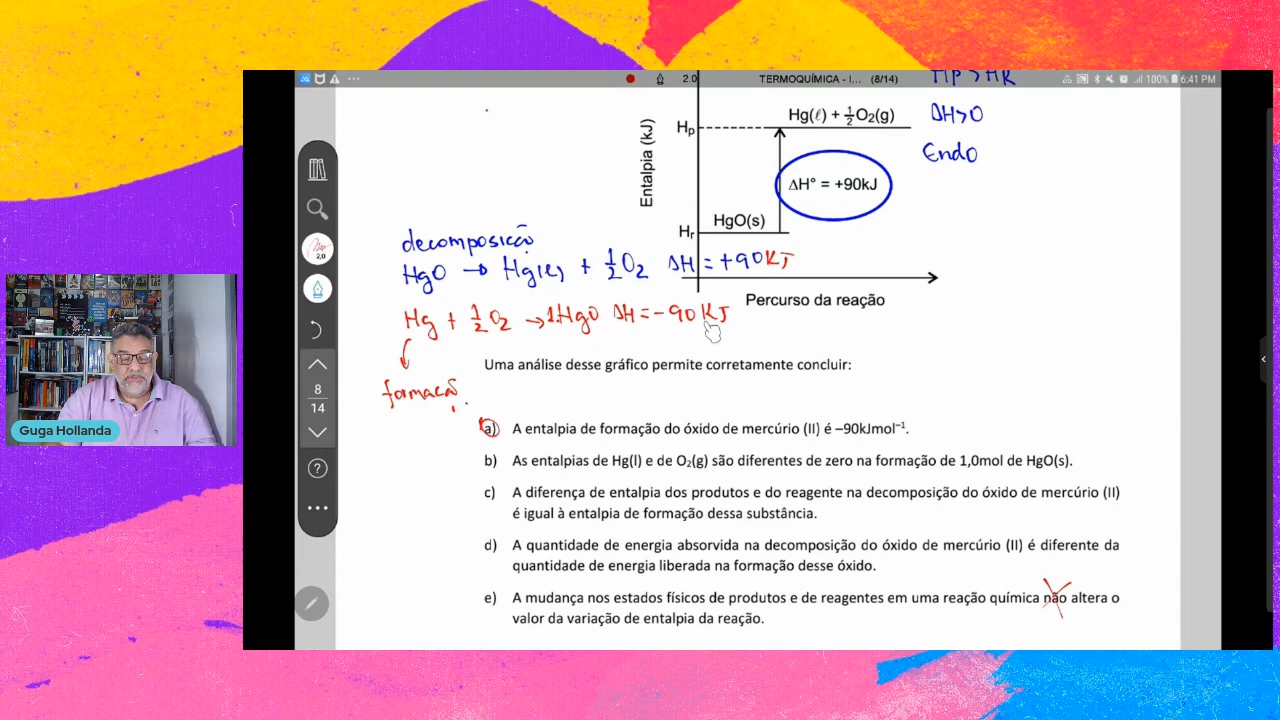 2.0 TERMOQUÍMICA - I... (8/14) 100% 6:41 PM
Hp > HR
Hg(ℓ) + ½O₂(g)
ΔH>0
Hp
Endo
Entalpia (kJ)
ΔH° = +90kJ
HgO(s)
Hr
decomposição
HgO → Hg(l) + ½O₂ ΔH = +90KJ
Percurso da reação
Hg + ½O₂ → 1HgO ΔH = -90KJ
formação
Uma análise desse gráfico permite corretamente concluir:
a) A entalpia de formação do óxido de mercúrio (II) é –90kJmol⁻¹.
b) As entalpias de Hg(l) e de O₂(g) são diferentes de zero na formação de 1,0mol de HgO(s).
c) A diferença de entalpia dos produtos e do reagente na decomposição do óxido de mercúrio (II)
é igual à entalpia de formação dessa substância.
d) A quantidade de energia absorvida na decomposição do óxido de mercúrio (II) é diferente da
quantidade de energia liberada na formação desse óxido.
e) A mudança nos estados físicos de produtos e de reagentes em uma reação química não altera o
valor da variação de entalpia da reação.
2.0
8
14
Guga Hollanda